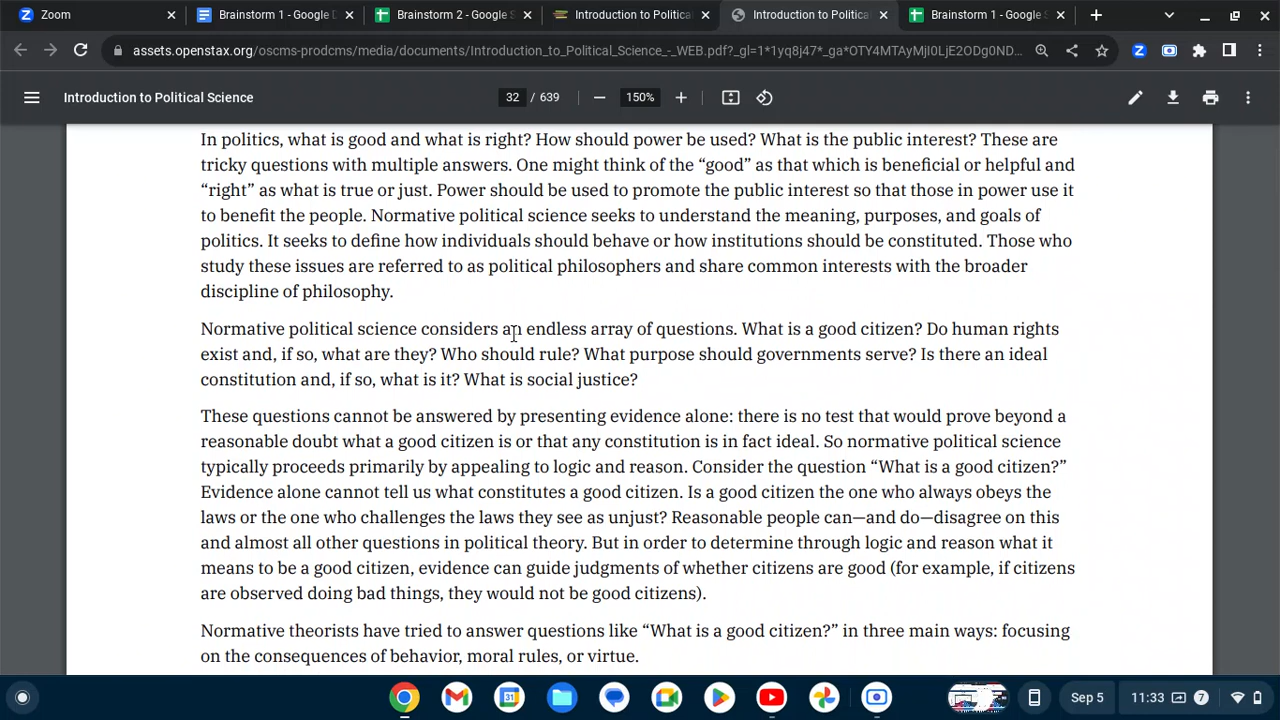 Zoom
Brainstorm 1 - Google D
Brainstorm 2 - Google S
Introduction to Politica
Introduction to Politica
Brainstorm 1 - Google S
assets.openstax.org/oscms-prodcms/media/documents/Introduction_to_Political_Science_-_WEB.pdf?_gl=1*1yq8j47*_ga*OTY4MTAyMjI0LjE2ODg0ND...
Introduction to Political Science
32 / 639
150%
In politics, what is good and what is right? How should power be used? What is the public interest? These are
tricky questions with multiple answers. One might think of the “good” as that which is beneficial or helpful and
“right” as what is true or just. Power should be used to promote the public interest so that those in power use it
to benefit the people. Normative political science seeks to understand the meaning, purposes, and goals of
politics. It seeks to define how individuals should behave or how institutions should be constituted. Those who
study these issues are referred to as political philosophers and share common interests with the broader
discipline of philosophy.
Normative political science considers an endless array of questions. What is a good citizen? Do human rights
exist and, if so, what are they? Who should rule? What purpose should governments serve? Is there an ideal
constitution and, if so, what is it? What is social justice?
These questions cannot be answered by presenting evidence alone: there is no test that would prove beyond a
reasonable doubt what a good citizen is or that any constitution is in fact ideal. So normative political science
typically proceeds primarily by appealing to logic and reason. Consider the question “What is a good citizen?”
Evidence alone cannot tell us what constitutes a good citizen. Is a good citizen the one who always obeys the
laws or the one who challenges the laws they see as unjust? Reasonable people can—and do—disagree on this
and almost all other questions in political theory. But in order to determine through logic and reason what it
means to be a good citizen, evidence can guide judgments of whether citizens are good (for example, if citizens
are observed doing bad things, they would not be good citizens).
Normative theorists have tried to answer questions like “What is a good citizen?” in three main ways: focusing
on the consequences of behavior, moral rules, or virtue.
31
Sep 5
11:33
7